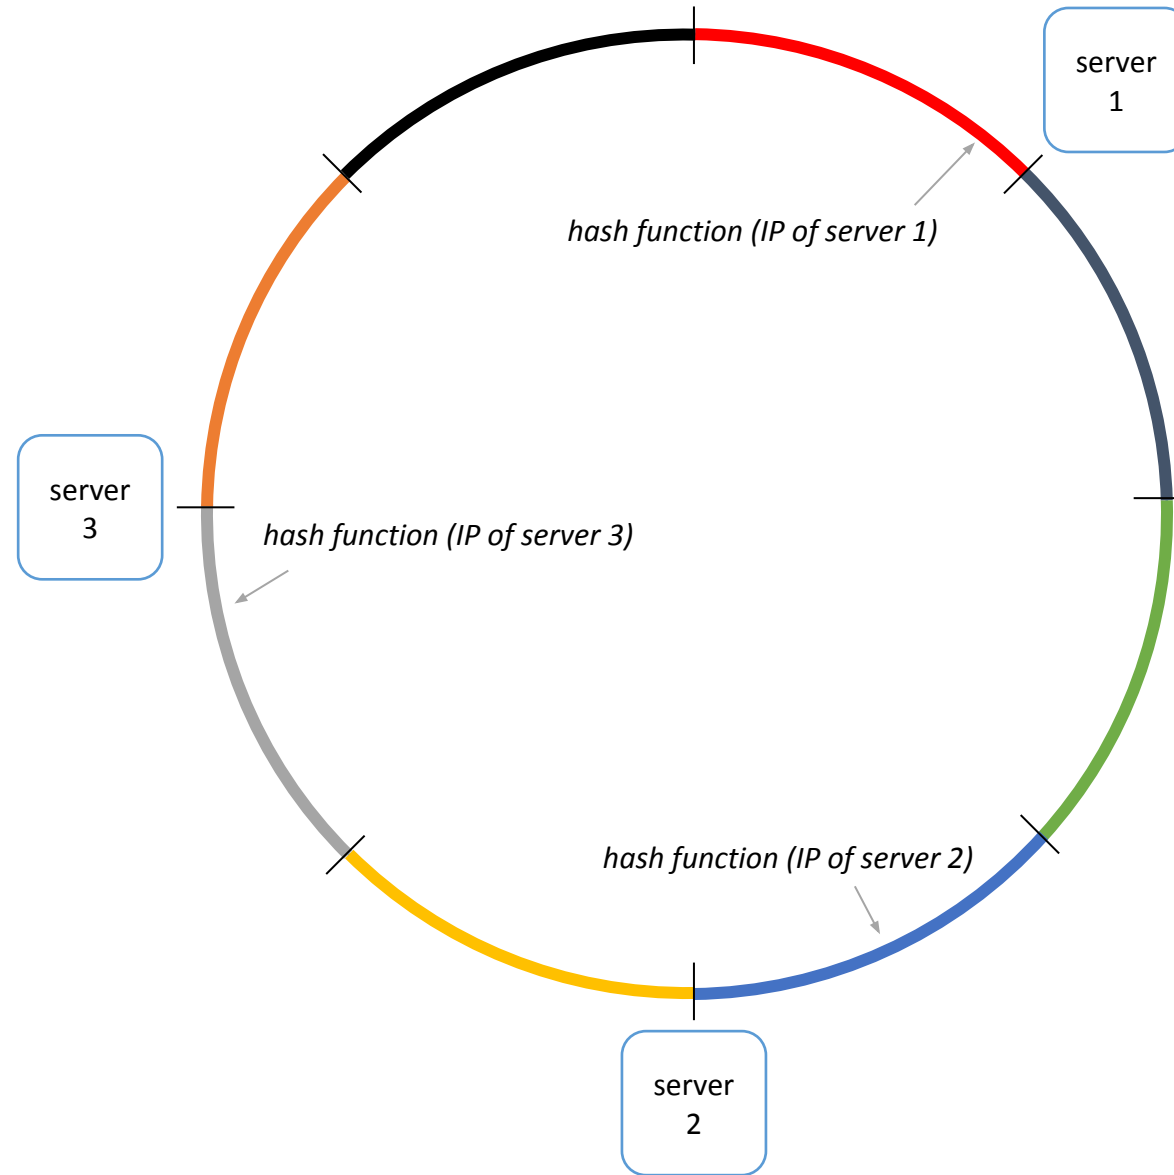 server
1
hash function (IP of server 1)
server
3
hash function (IP of server 3)
hash function (IP of server 2)
server
2